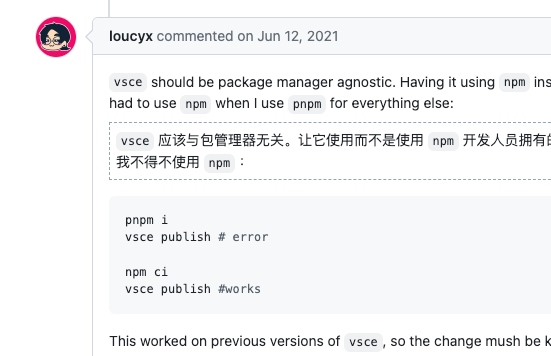 loucyx commented on Jun 12, 2021
vsce should be package manager agnostic. Having it using npm ins
had to use npm when I use pnpm for everything else:
vsce 应该与包管理器无关。让它使用而不是使用 npm 开发人员拥有的
我不得不使用 npm :
pnpm i
vsce publish # error
npm ci
vsce publish #works
This worked on previous versions of vsce, so the change mush be k